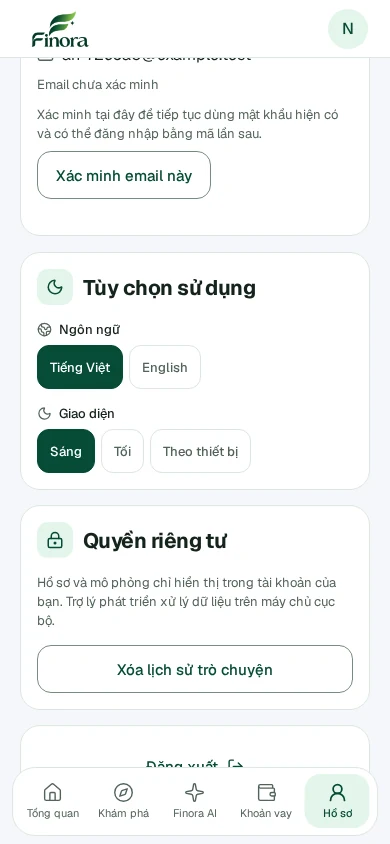 Finora
N
Email chưa xác minh
Xác minh tại đây để tiếp tục dùng mật khẩu hiện có
và có thể đăng nhập bằng mã lần sau.
Xác minh email này
Tùy chọn sử dụng
Ngôn ngữ
Tiếng Việt
English
Giao diện
Sáng
Tối
Theo thiết bị
Quyền riêng tư
Hồ sơ và mô phỏng chỉ hiển thị trong tài khoản của
bạn. Trợ lý phát triển xử lý dữ liệu trên máy chủ cục
bộ.
Xóa lịch sử trò chuyện
Đăng xuất
Tổng quan
Khám phá
Finora AI
Khoản vay
Hồ sơ